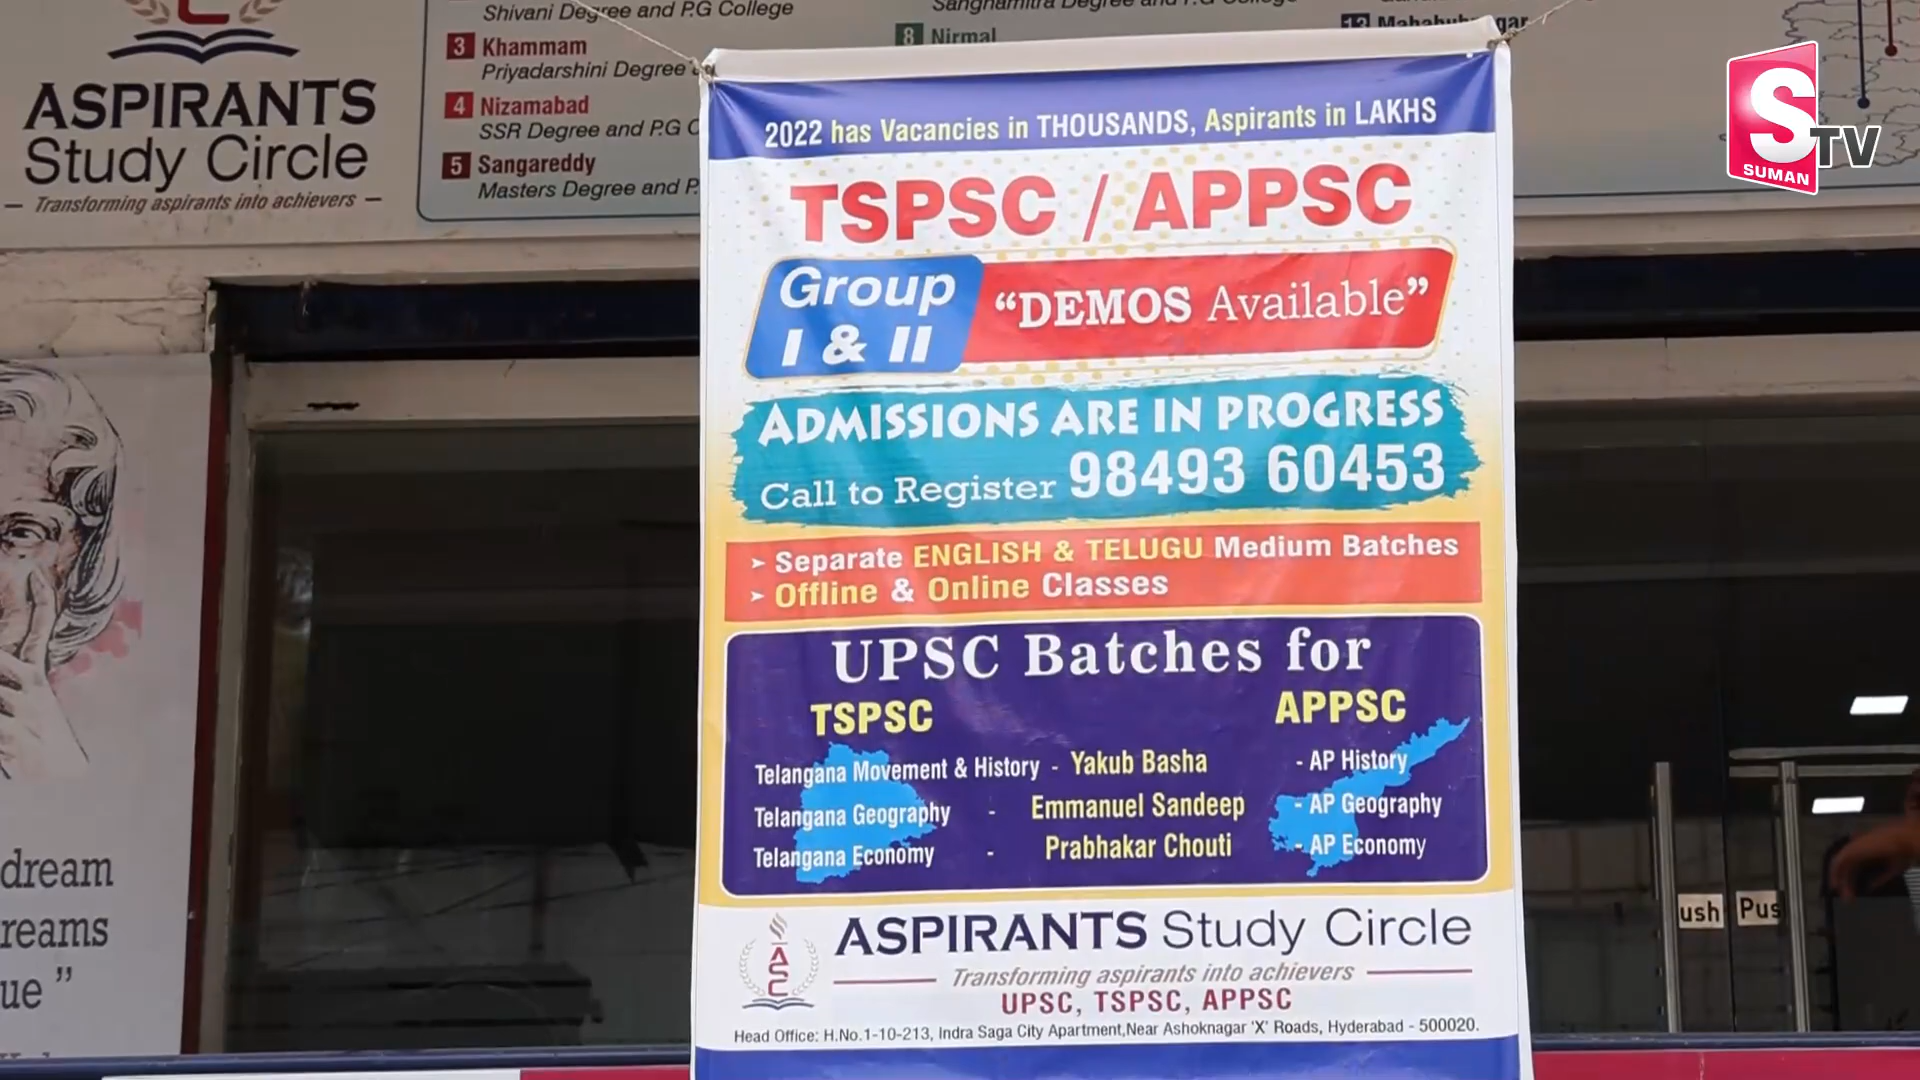 Shivani Degree and P.G College
3 Khammam
Priyadarshini Degree
4 Nizamabad
SSR Degree and P.G C
5 Sangareddy
Masters Degree and P.
Sanghamitra Degree and P.G College
8 Nirmal
ASPIRANTS
Study Circle
Transforming aspirants into achievers
S
SUMAN
TV
dream
reams
ue ”
2022 has Vacancies in THOUSANDS, Aspirants in LAKHS
TSPSC / APPSC
Group
I & II
“DEMOS Available”
ADMISSIONS ARE IN PROGRESS
Call to Register 98493 60453
➤ Separate ENGLISH & TELUGU Medium Batches
➤ Offline & Online Classes
UPSC Batches for
TSPSC APPSC
Telangana Movement & History - Yakub Basha - AP History
Telangana Geography - Emmanuel Sandeep - AP Geography
Telangana Economy - Prabhakar Chouti - AP Economy
ASC
ASPIRANTS Study Circle
Transforming aspirants into achievers
UPSC, TSPSC, APPSC
Head Office: H.No.1-10-213, Indra Saga City Apartment,Near Ashoknagar 'X' Roads, Hyderabad - 500020.
ush Pus